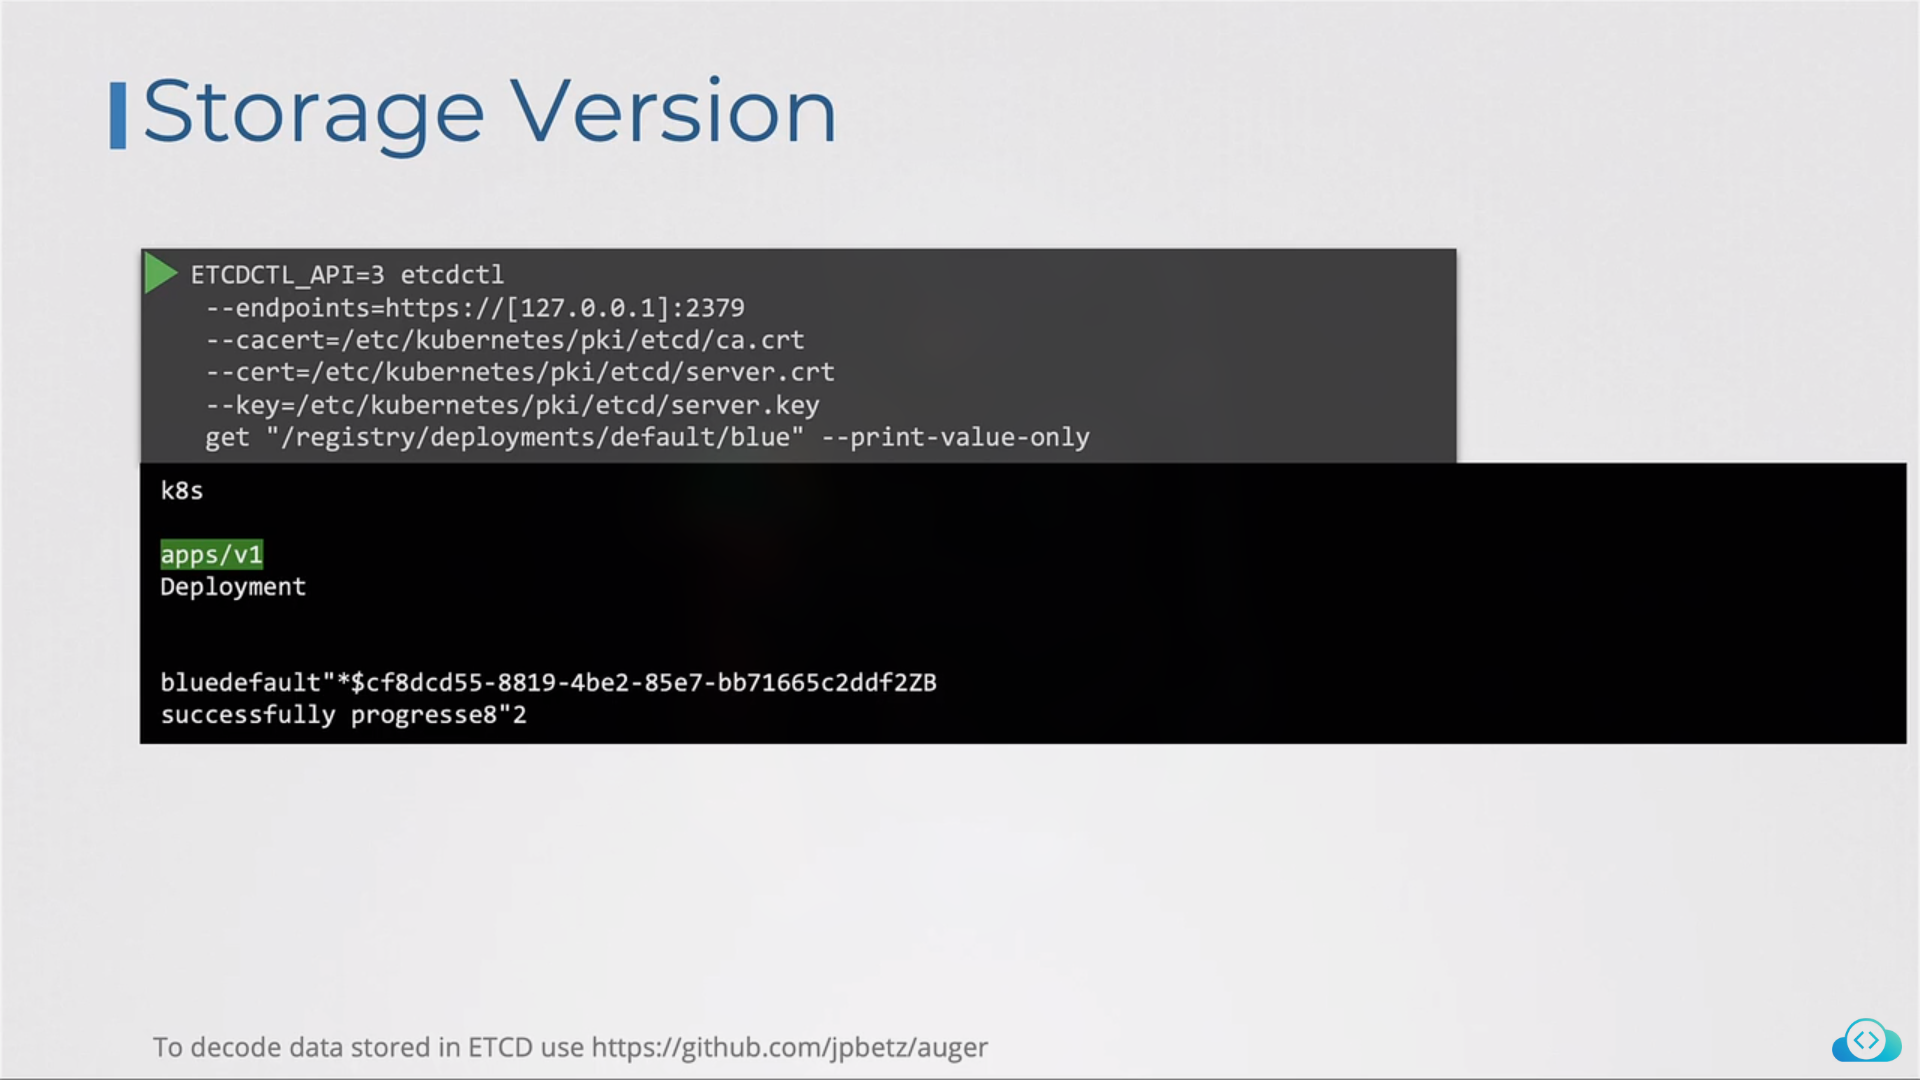 Storage Version
ETCDCTL_API=3 etcdctl
--endpoints=https://[127.0.0.1]:2379
--cacert=/etc/kubernetes/pki/etcd/ca.crt
--cert=/etc/kubernetes/pki/etcd/server.crt
--key=/etc/kubernetes/pki/etcd/server.key
get "/registry/deployments/default/blue" --print-value-only
k8s
apps/v1
Deployment
bluedefault"*$cf8dcd55-8819-4be2-85e7-bb71665c2ddf2ZB
successfully progresse8"2
To decode data stored in ETCD use https://github.com/jpbetz/auger